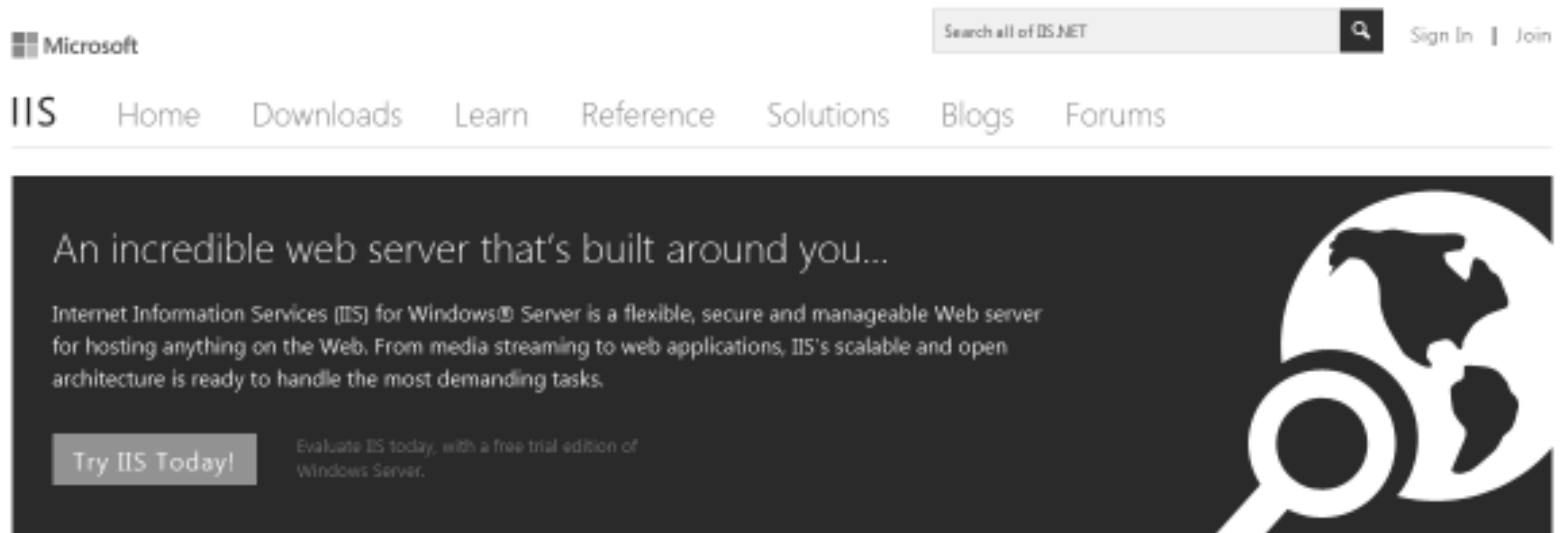 Microsoft
Search all of IIS.NET
Sign In | Join
IIS Home Downloads Learn Reference Solutions Blogs Forums
An incredible web server that's built around you...
Internet Information Services (IIS) for Windows® Server is a flexible, secure and manageable Web server
for hosting anything on the Web. From media streaming to web applications, IIS's scalable and open
architecture is ready to handle the most demanding tasks.
Try IIS Today!
Evaluate IIS today, with a free trial edition of
Windows Server.